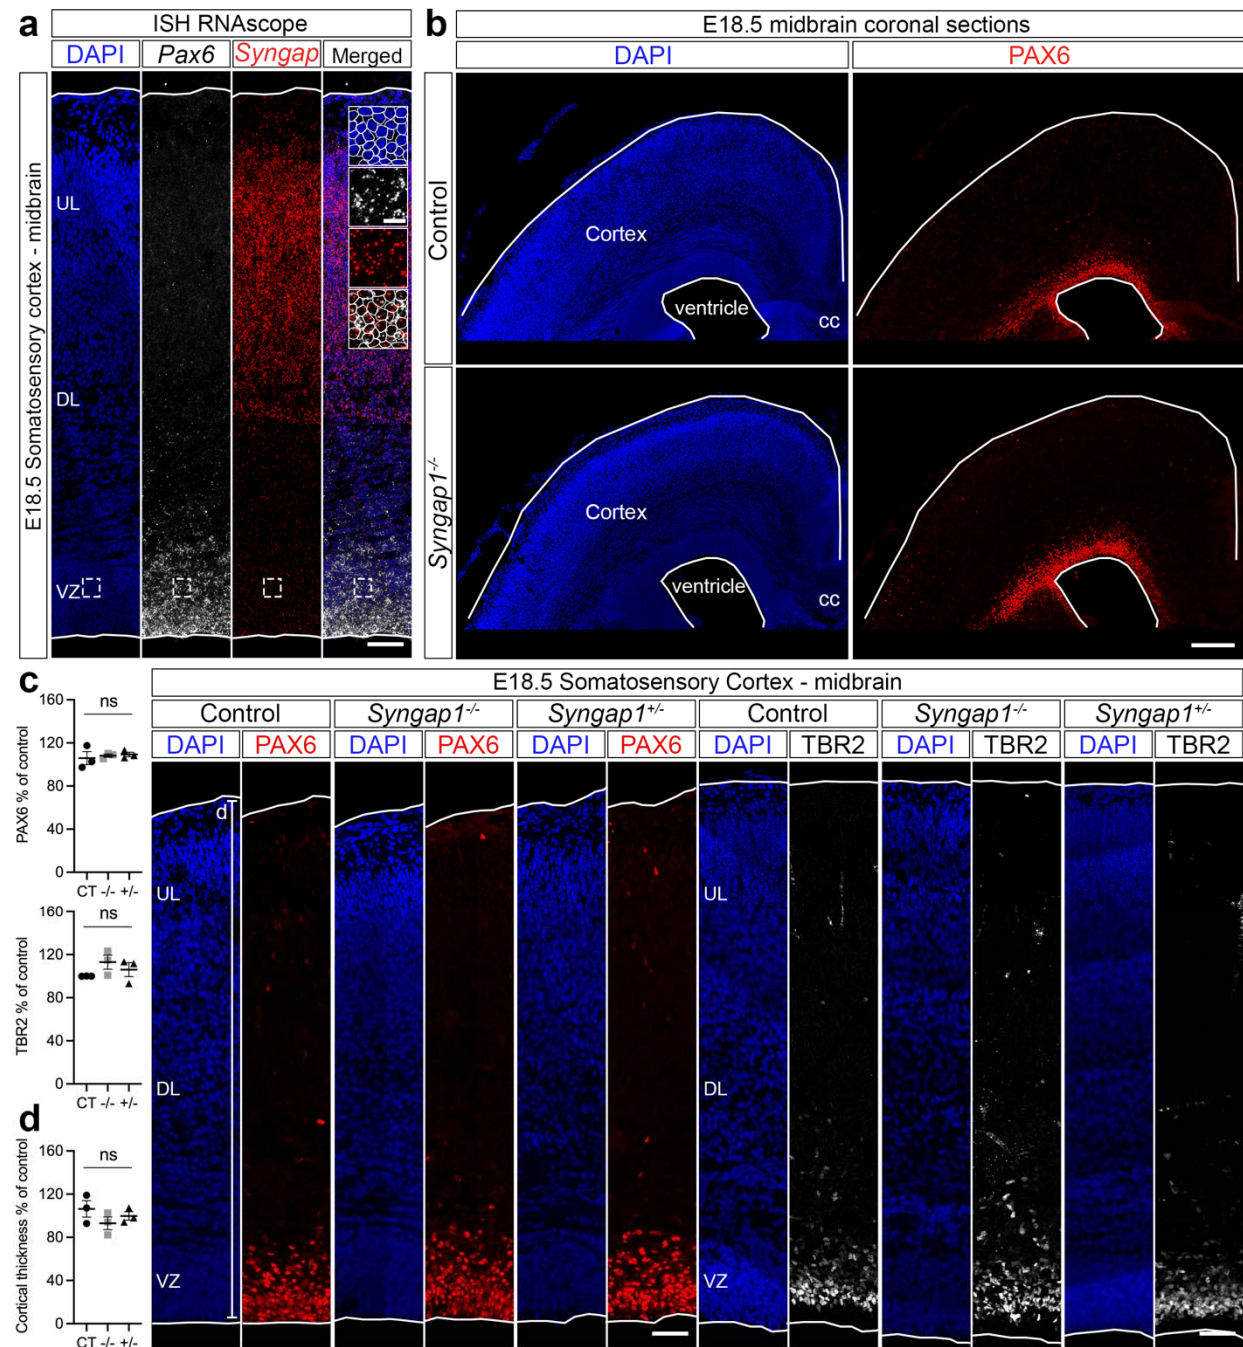 a
ISH RNAscope
DAPI Pax6 Syngap Merged
E18.5 Somatosensory cortex - midbrain
UL
DL
VZ
b
E18.5 midbrain coronal sections
DAPI PAX6
Control
Cortex
ventricle
cc
Syngap1-/-
Cortex
ventricle
cc
c
E18.5 Somatosensory Cortex - midbrain
Control Syngap1-/- Syngap1+/- Control Syngap1-/- Syngap1+/-
DAPI PAX6 DAPI PAX6 DAPI PAX6 DAPI TBR2 DAPI TBR2 DAPI TBR2
PAX6 % of control
160
120
80
40
0
ns
CT -/- +/-
TBR2 % of control
160
120
80
40
0
ns
CT -/- +/-
d
Cortical thickness % of control
160
120
80
40
0
ns
CT -/- +/-
d
UL
VZ
UL
DL
VZ
DL